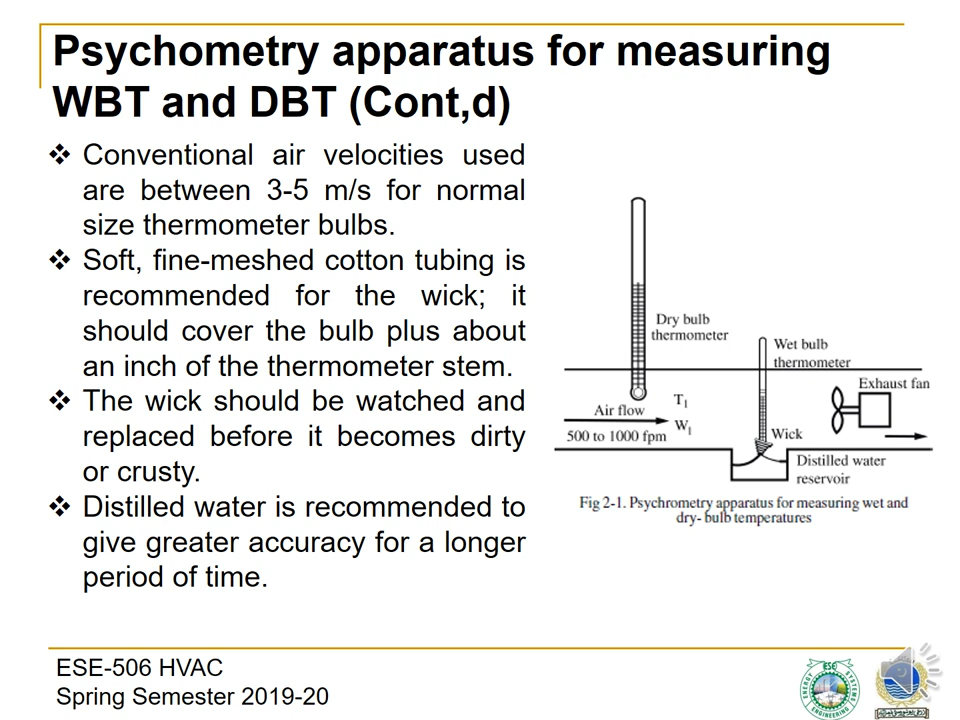 Psychometry apparatus for measuring
WBT and DBT (Cont,d)
❖ Conventional air velocities used
are between 3-5 m/s for normal
size thermometer bulbs.
❖ Soft, fine-meshed cotton tubing is
recommended for the wick; it
should cover the bulb plus about
an inch of the thermometer stem.
❖ The wick should be watched and
replaced before it becomes dirty
or crusty.
❖ Distilled water is recommended to
give greater accuracy for a longer
period of time.
Dry bulb
thermometer
Wet bulb
thermometer
Exhaust fan
Air flow
T1
W1
500 to 1000 fpm
Wick
Distilled water
reservoir
Fig 2-1. Psychrometry apparatus for measuring wet and
dry- bulb temperatures
ESE-506 HVAC
Spring Semester 2019-20
ESE
ENERGY SYSTEMS
ENGINEERING